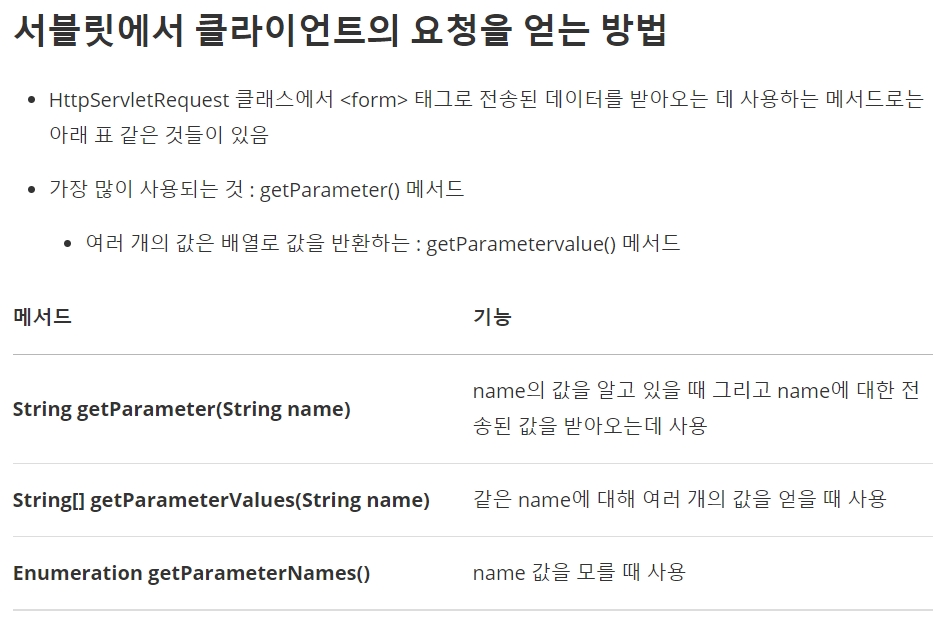 서블릿에서 클라이언트의 요청을 얻는 방법
HttpServletRequest 클래스에서 <form> 태그로 전송된 데이터를 받아오는 데 사용하는 메서드로는
아래 표 같은 것들이 있음
가장 많이 사용되는 것 : getParameter() 메서드
여러 개의 값은 배열로 값을 반환하는 : getParametervalue() 메서드
메서드 기능
String getParameter(String name) name의 값을 알고 있을 때 그리고 name에 대한 전
송된 값을 받아오는데 사용
String[] getParameterValues(String name) 같은 name에 대해 여러 개의 값을 얻을 때 사용
Enumeration getParameterNames() name 값을 모를 때 사용